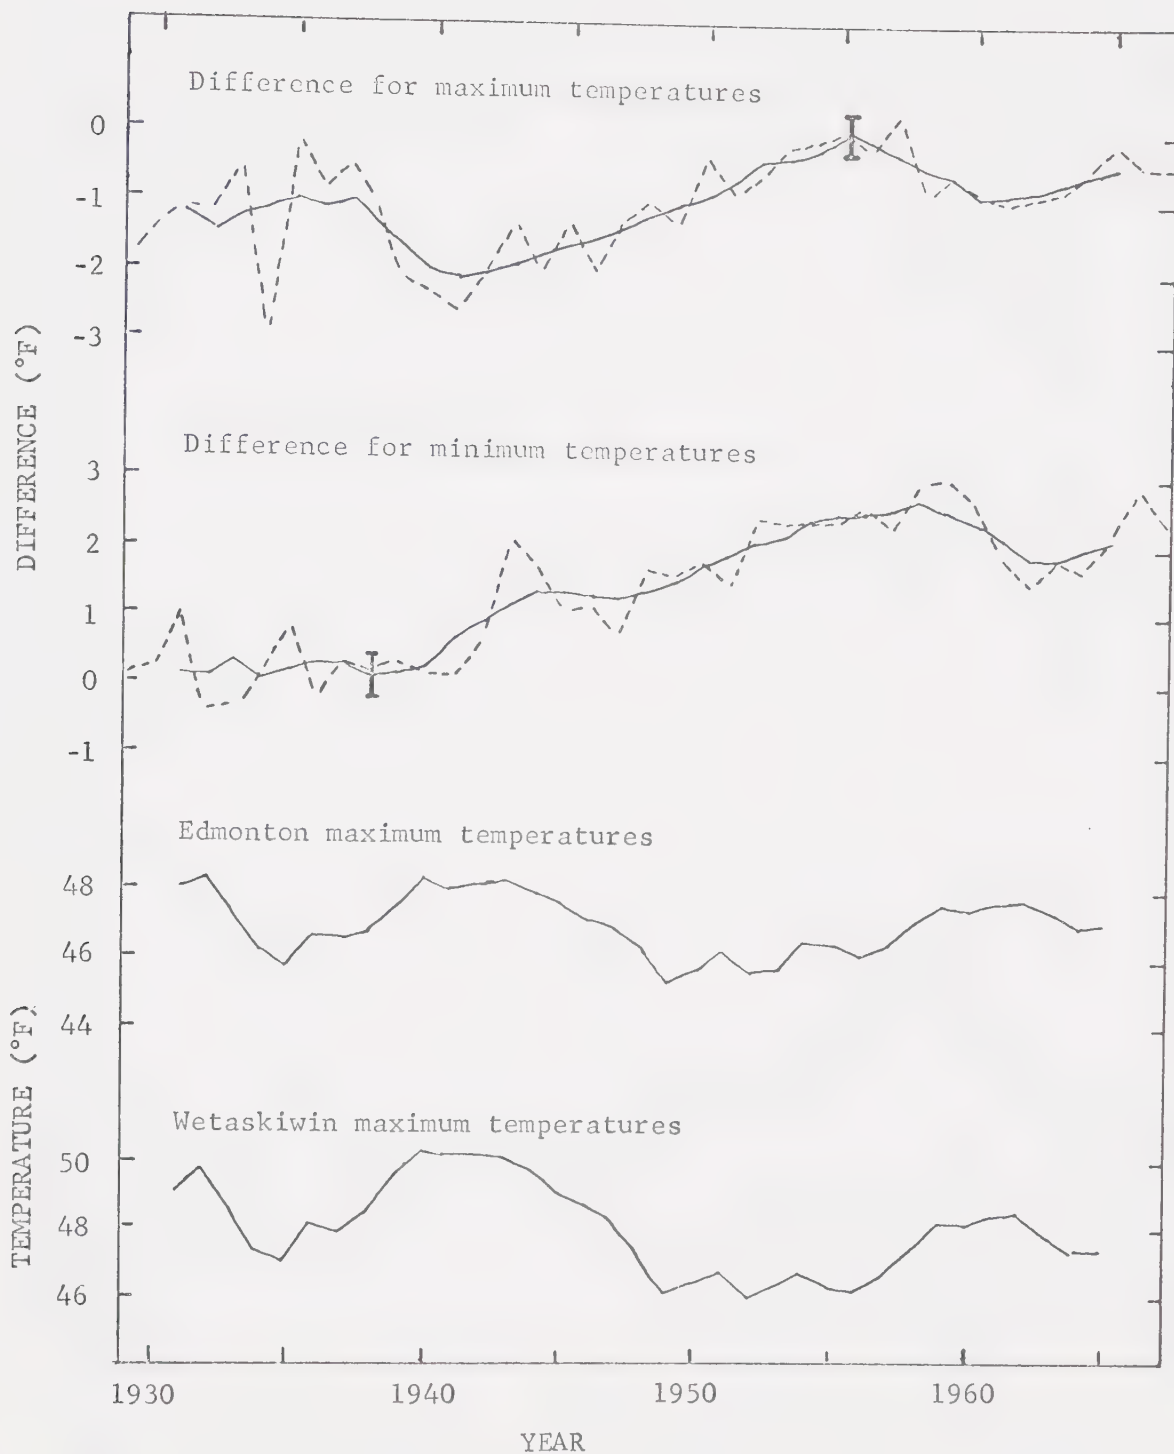 Difference for maximum temperatures
0
-1
-2
-3
DIFFERENCE (°F)
Difference for minimum temperatures
3
2
1
0
-1
Edmonton maximum temperatures
48
46
44
TEMPERATURE (°F)
Wetaskiwin maximum temperatures
50
48
46
1930 1940 1950 1960
YEAR